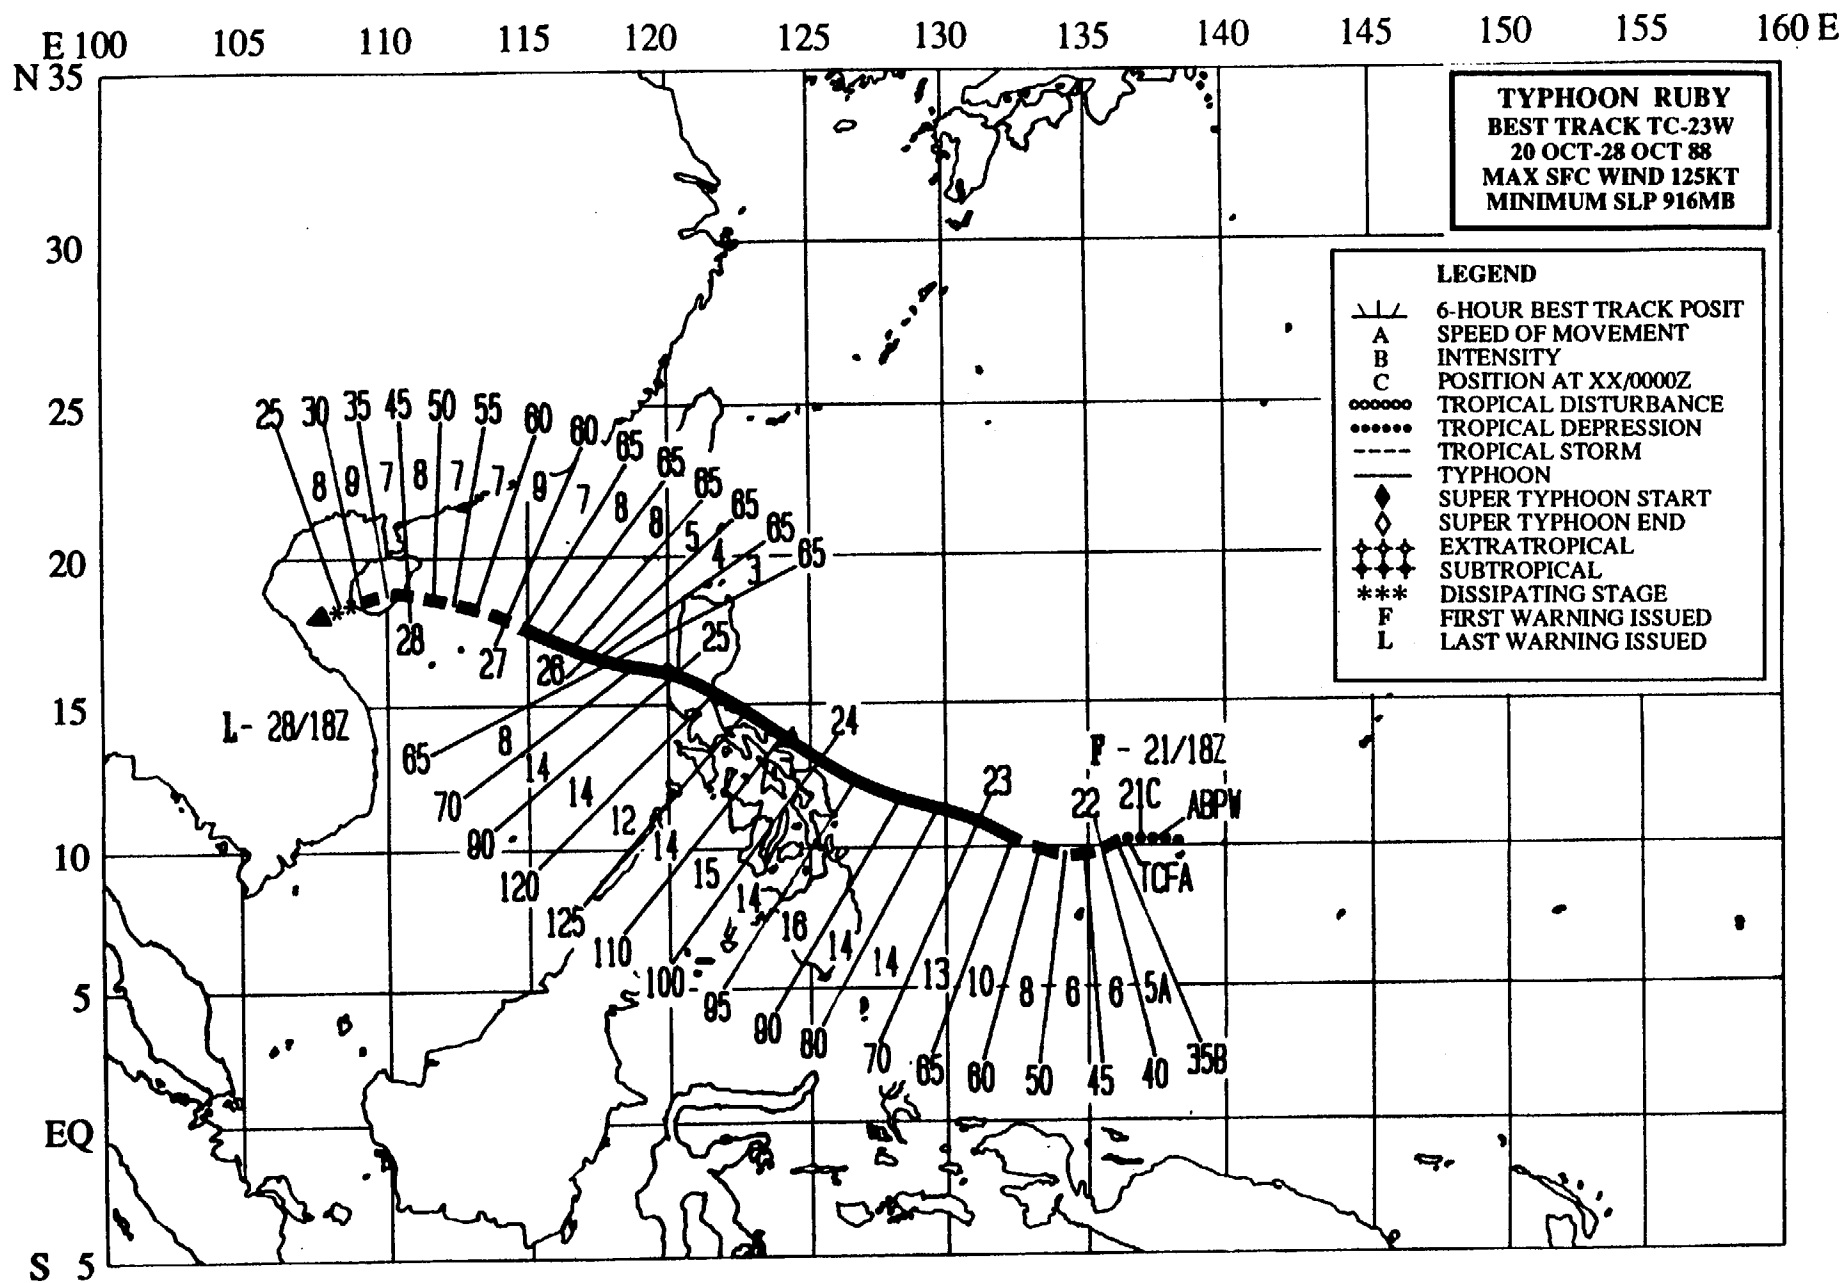 E 100 105 110 115 120 125 130 135 140 145 150 155 160 E
N 35
TYPHOON RUBY
BEST TRACK TC-23W
20 OCT-28 OCT 88
MAX SFC WIND 125KT
MINIMUM SLP 916MB
30
LEGEND
6-HOUR BEST TRACK POSIT
A SPEED OF MOVEMENT
B INTENSITY
C POSITION AT XX/0000Z
oooooo TROPICAL DISTURBANCE
•••••• TROPICAL DEPRESSION
------ TROPICAL STORM
TYPHOON
SUPER TYPHOON START
SUPER TYPHOON END
EXTRATROPICAL
SUBTROPICAL
*** DISSIPATING STAGE
F FIRST WARNING ISSUED
L LAST WARNING ISSUED
25
25 30 35 45 50 55 60 60 65 65 65 65 65 65
8 9 7 8 7 7 9 7 8 8 5 4 3
20
28 27 26 25
15
L - 28/18Z
24
F - 21/18Z
23 22 21C ABPW
TCFA
10
65 70 90 120 125 110 100 95 90 80 70 65 60 50 45 40 35B
8 14 14 12 14 15 14 16 14 14 13 10 8 6 6 5A
5
EQ
S 5